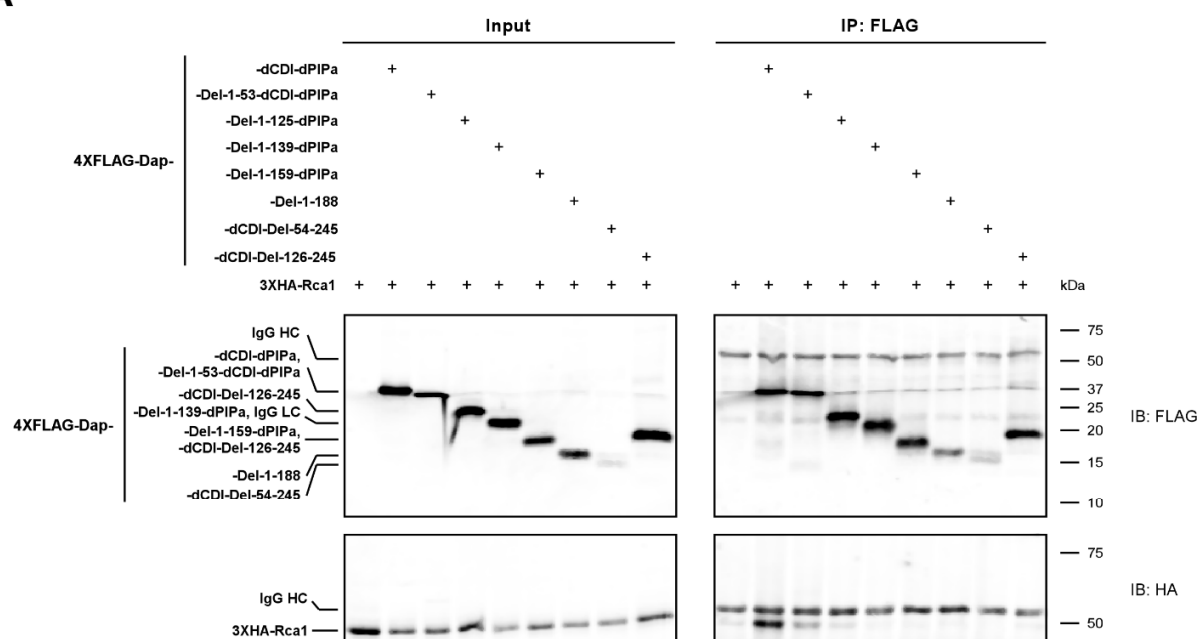 Input IP: FLAG
-dCDI-dPIPa + +
-Del-1-53-dCDI-dPIPa + +
-Del-1-125-dPIPa + +
-Del-1-139-dPIPa + +
4XFLAG-Dap-
-Del-1-159-dPIPa + +
-Del-1-188 + +
-dCDI-Del-54-245 + +
-dCDI-Del-126-245 + +
3XHA-Rca1 + + + + + + + + + + + + + + + + + + kDa
IgG HC
-dCDI-dPIPa,
-Del-1-53-dCDI-dPIPa
-dCDI-Del-126-245
-Del-1-139-dPIPa, IgG LC
4XFLAG-Dap-
-Del-1-159-dPIPa,
-dCDI-Del-126-245
-Del-1-188
-dCDI-Del-54-245
75
50
37
25
20
15
10
IB: FLAG
IgG HC
3XHA-Rca1
75
50
IB: HA